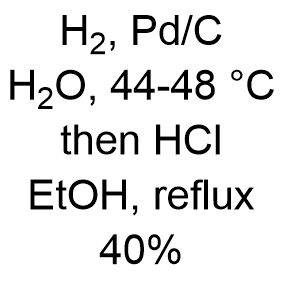 H₂, Pd/C
H₂O, 44-48 °C
then HCl
EtOH, reflux
40%